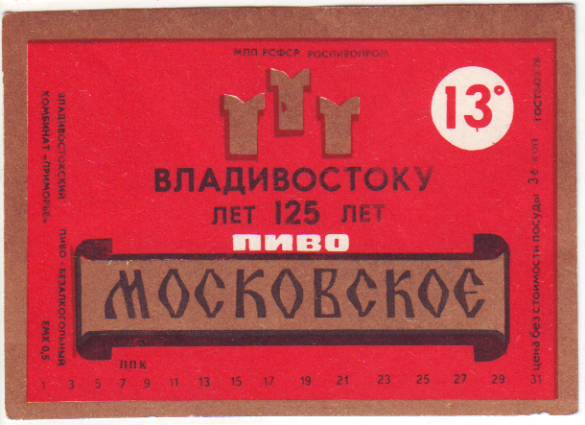 МПП РСФСР РОСПИВОПРОМ
13°
ВЛАДИВОСТОКУ
ЛЕТ 125 ЛЕТ
ПИВО
МОСКОВСКОЕ
ППК
1 3 5 7 9 11 13 15 17 19 21 23 25 27 29 31
ВЛАДИВОСТОКСКИЙ ПИВО-БЕЗАЛКОГОЛЬНЫЙ
КОМБИНАТ «ПРИМОРЬЕ» ЕМК 0,5
цена без стоимости посуды
ГОСТ